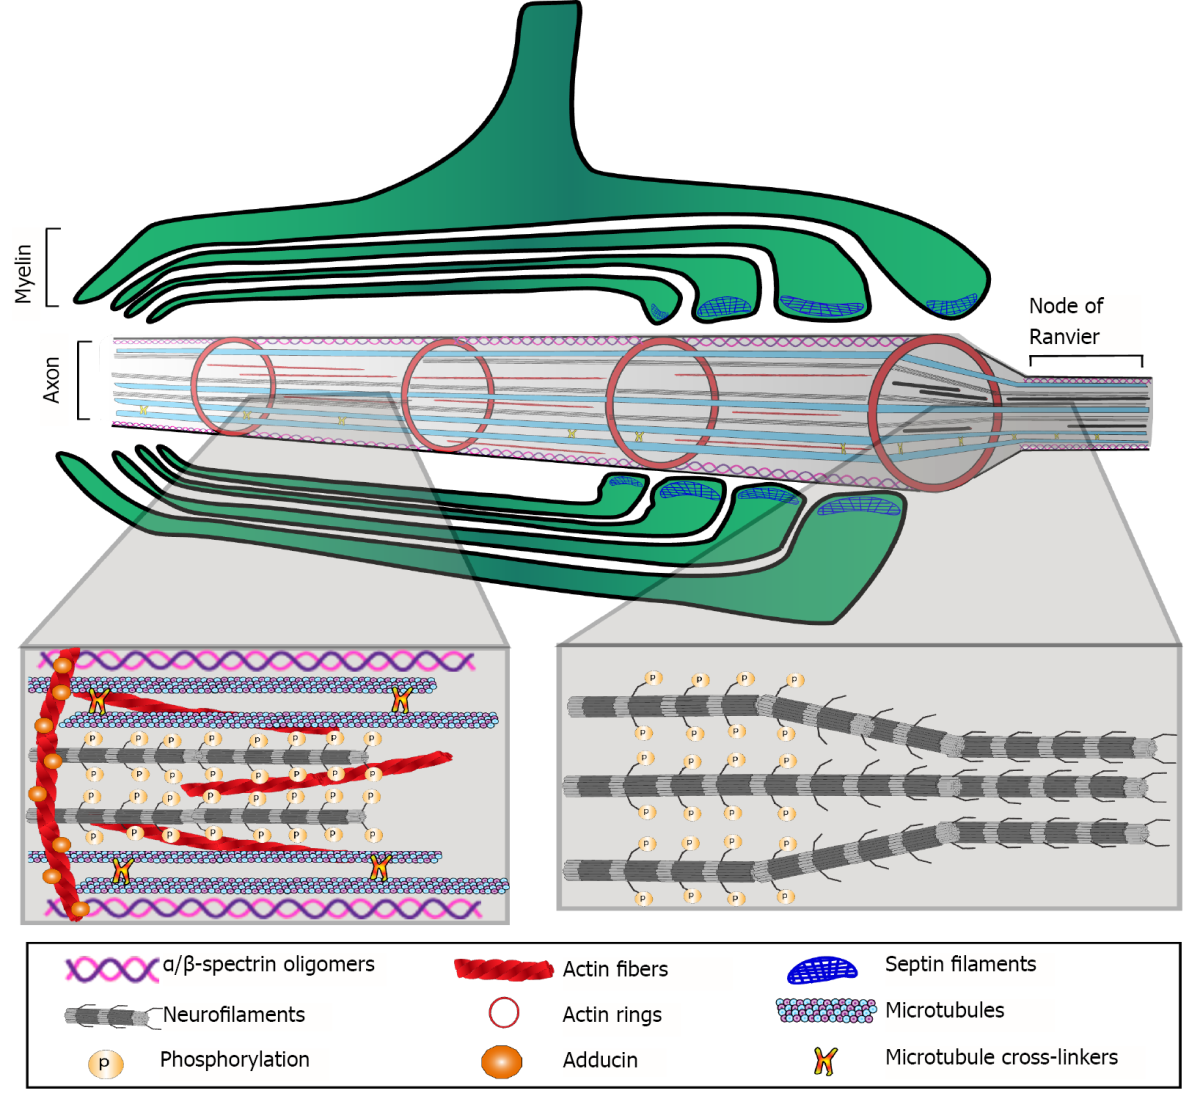 Myelin
Node of
Ranvier
Axon
P P P P P P P P
P P P P P P P P
P P P P P P P P
P P P P P P P P
P P P P
P P P P
P P P P
P P P P
P P P P
P P P P
α/β-spectrin oligomers
Actin fibers
Septin filaments
Neurofilaments
Actin rings
Microtubules
P Phosphorylation
Adducin
Microtubule cross-linkers